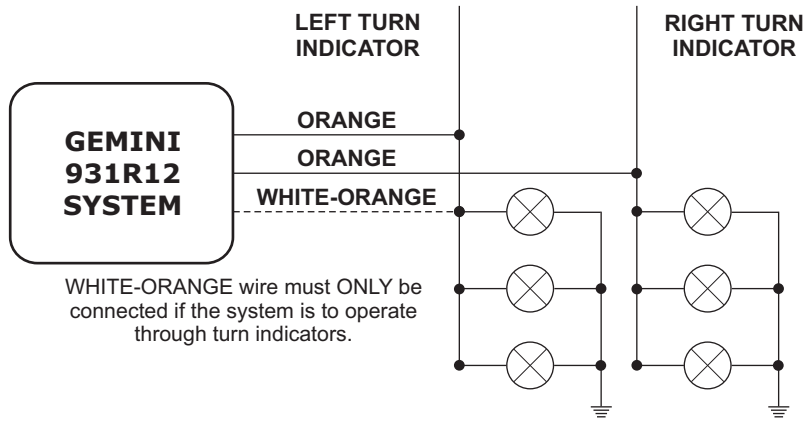 LEFT TURN
INDICATOR
RIGHT TURN
INDICATOR
GEMINI
931R12
SYSTEM
ORANGE
ORANGE
WHITE-ORANGE
WHITE-ORANGE wire must ONLY be
connected if the system is to operate
through turn indicators.